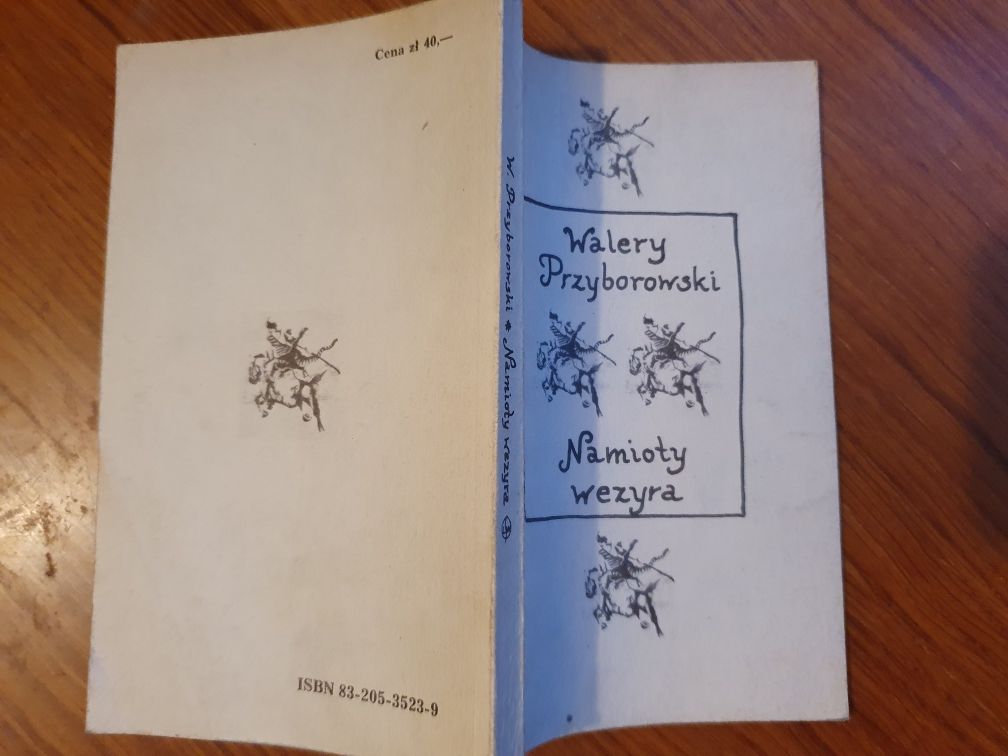 Cena zł 40,—
ISBN 83-205-3523-9
W. Przyborowski * Namioty wezyra
Walery
Przyborowski
Namioty
wezyra